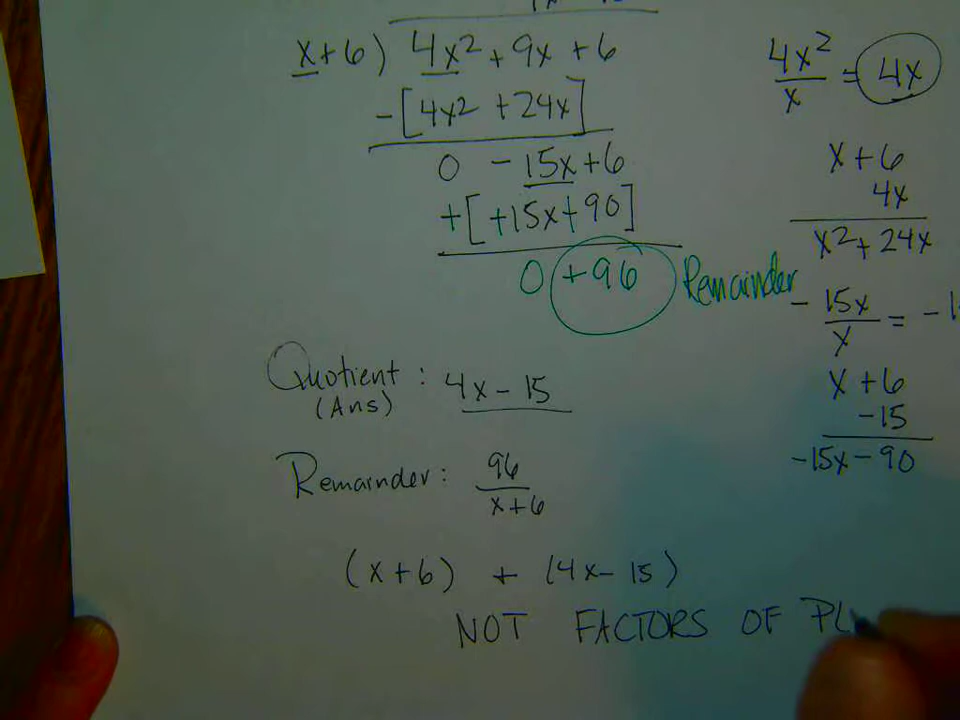 x+6) 4x² + 9x + 6
-[4x² + 24x]
0 - 15x + 6
+[+15x + 90]
0 + 96 Remainder
Quotient : 4x - 15
(Ans)
Remainder : 96
x+6
(x+6) + (4x - 15)
NOT FACTORS OF
4x²
x
= 4x
x + 6
4x
x² + 24x
- 15x
x
= -
x + 6
-15
-15x - 90